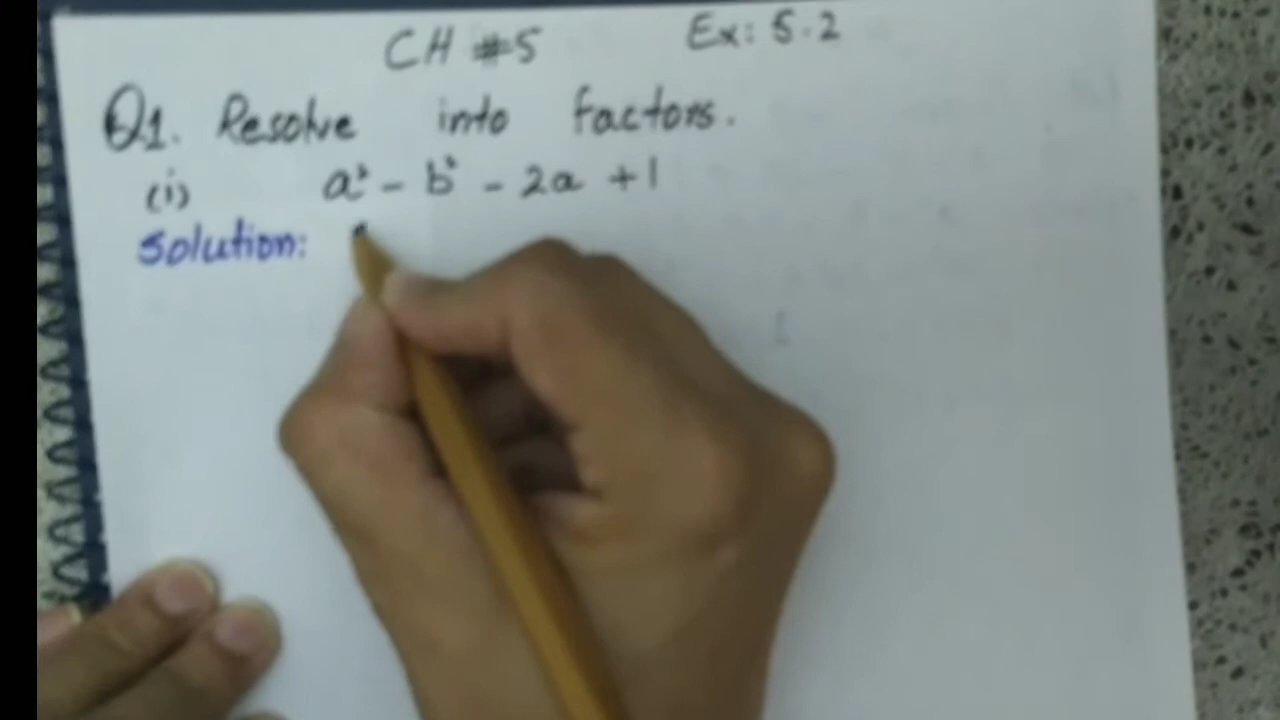 CH #5 Ex: 5.2
Q1. Resolve into factors.
(i) a² - b² - 2a + 1
Solution: